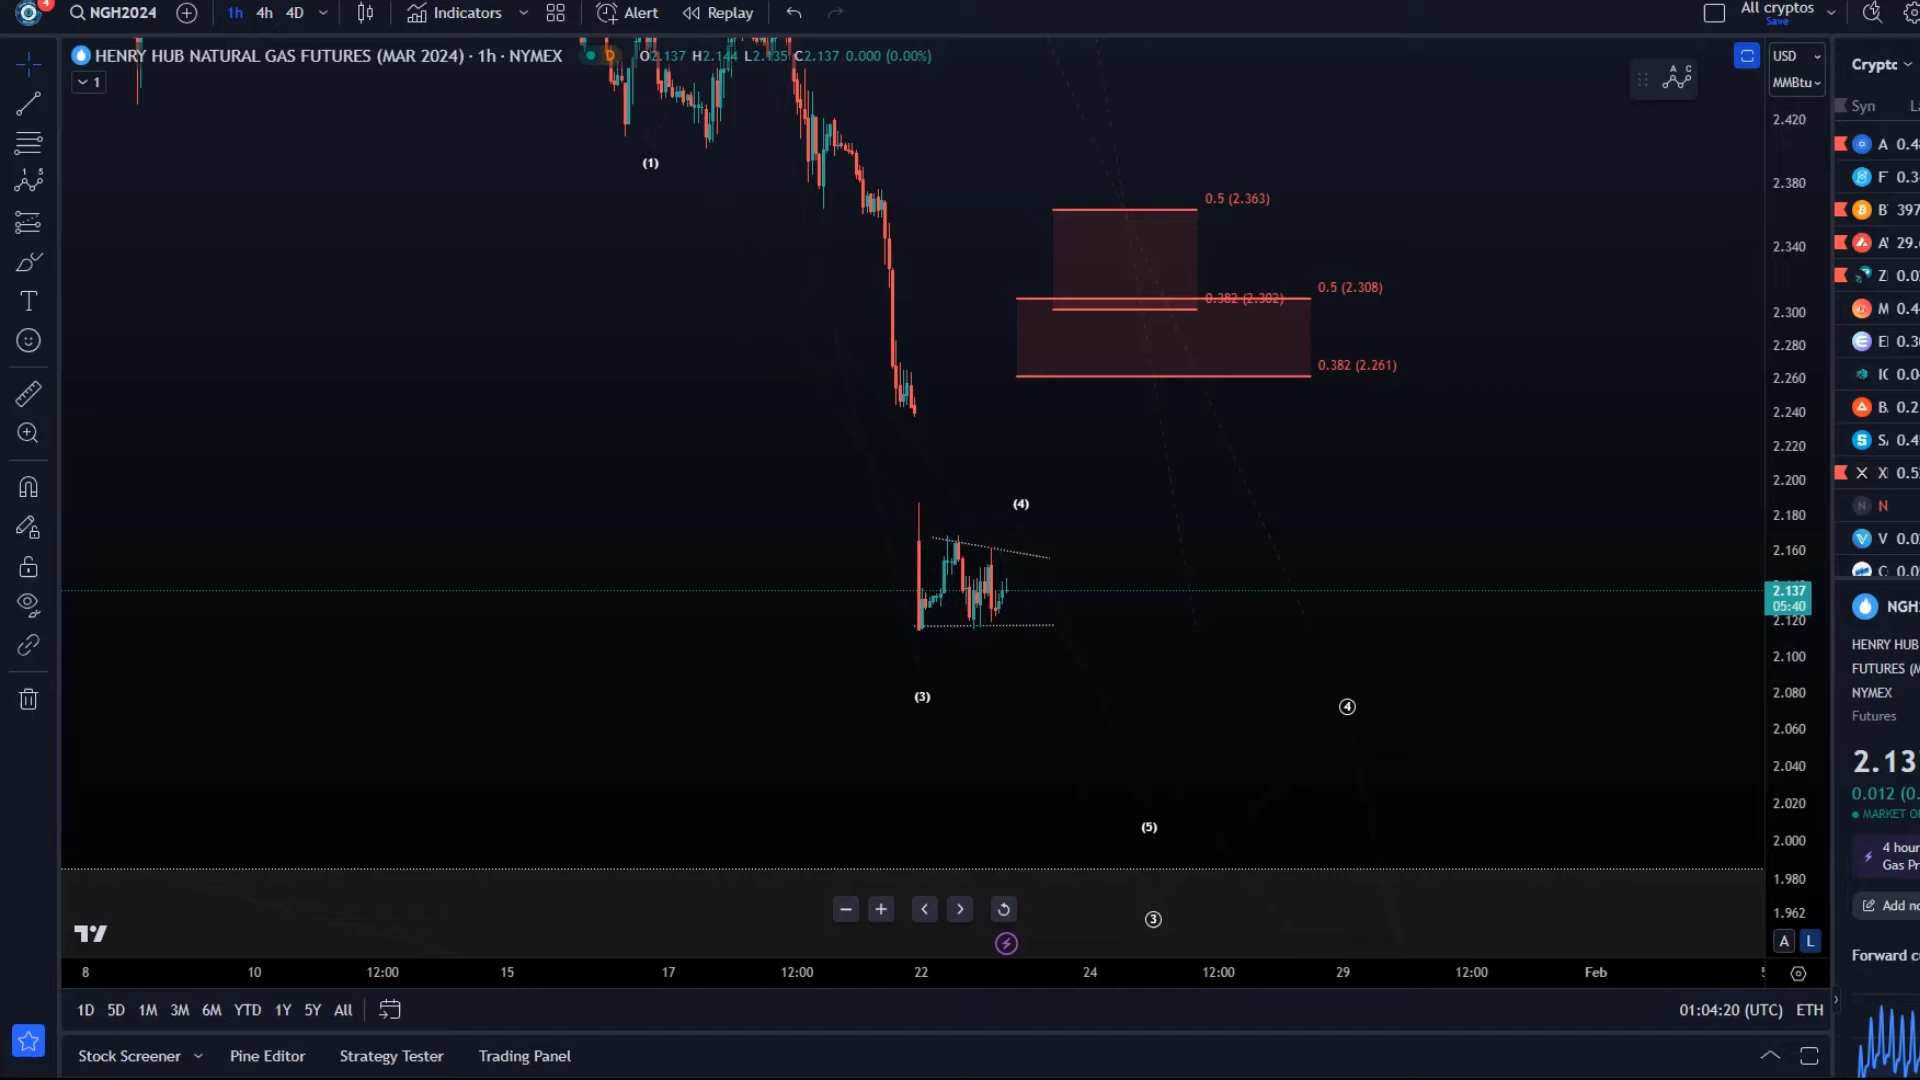 4
NGH2024
1h 4h 4D
Indicators
Alert
Replay
All cryptos
Save
HENRY HUB NATURAL GAS FUTURES (MAR 2024) · 1h · NYMEX
D
O2.137 H2.144 L2.135 C2.137 0.000 (0.00%)
1
USD
MMBtu
A C
1 5
(1)
0.5 (2.363)
0.382 (2.302)
0.5 (2.308)
0.382 (2.261)
(4)
(3)
(5)
④
③
2.420
2.380
2.340
2.300
2.280
2.260
2.240
2.220
2.200
2.180
2.160
2.137
05:40
2.120
2.100
2.080
2.060
2.040
2.020
2.000
1.980
1.962
A L
8 10 12:00 15 17 12:00 22 24 12:00 29 12:00 Feb
1D 5D 1M 3M 6M YTD 1Y 5Y All
01:04:20 (UTC) ETH
Stock Screener Pine Editor Strategy Tester Trading Panel
Crypto
Syn
A 0.4
F 0.3
B 397
A 29.
Z 0.0
M 0.4
E 0.3
I 0.0
B 0.2
S 0.4
X 0.5
N N
V 0.0
0.0
NGH
HENRY HUB
FUTURES (M
NYMEX
Futures
2.13
0.012 (0.
MARKET O
4 hour
Gas Pr
Add no
Forward cu